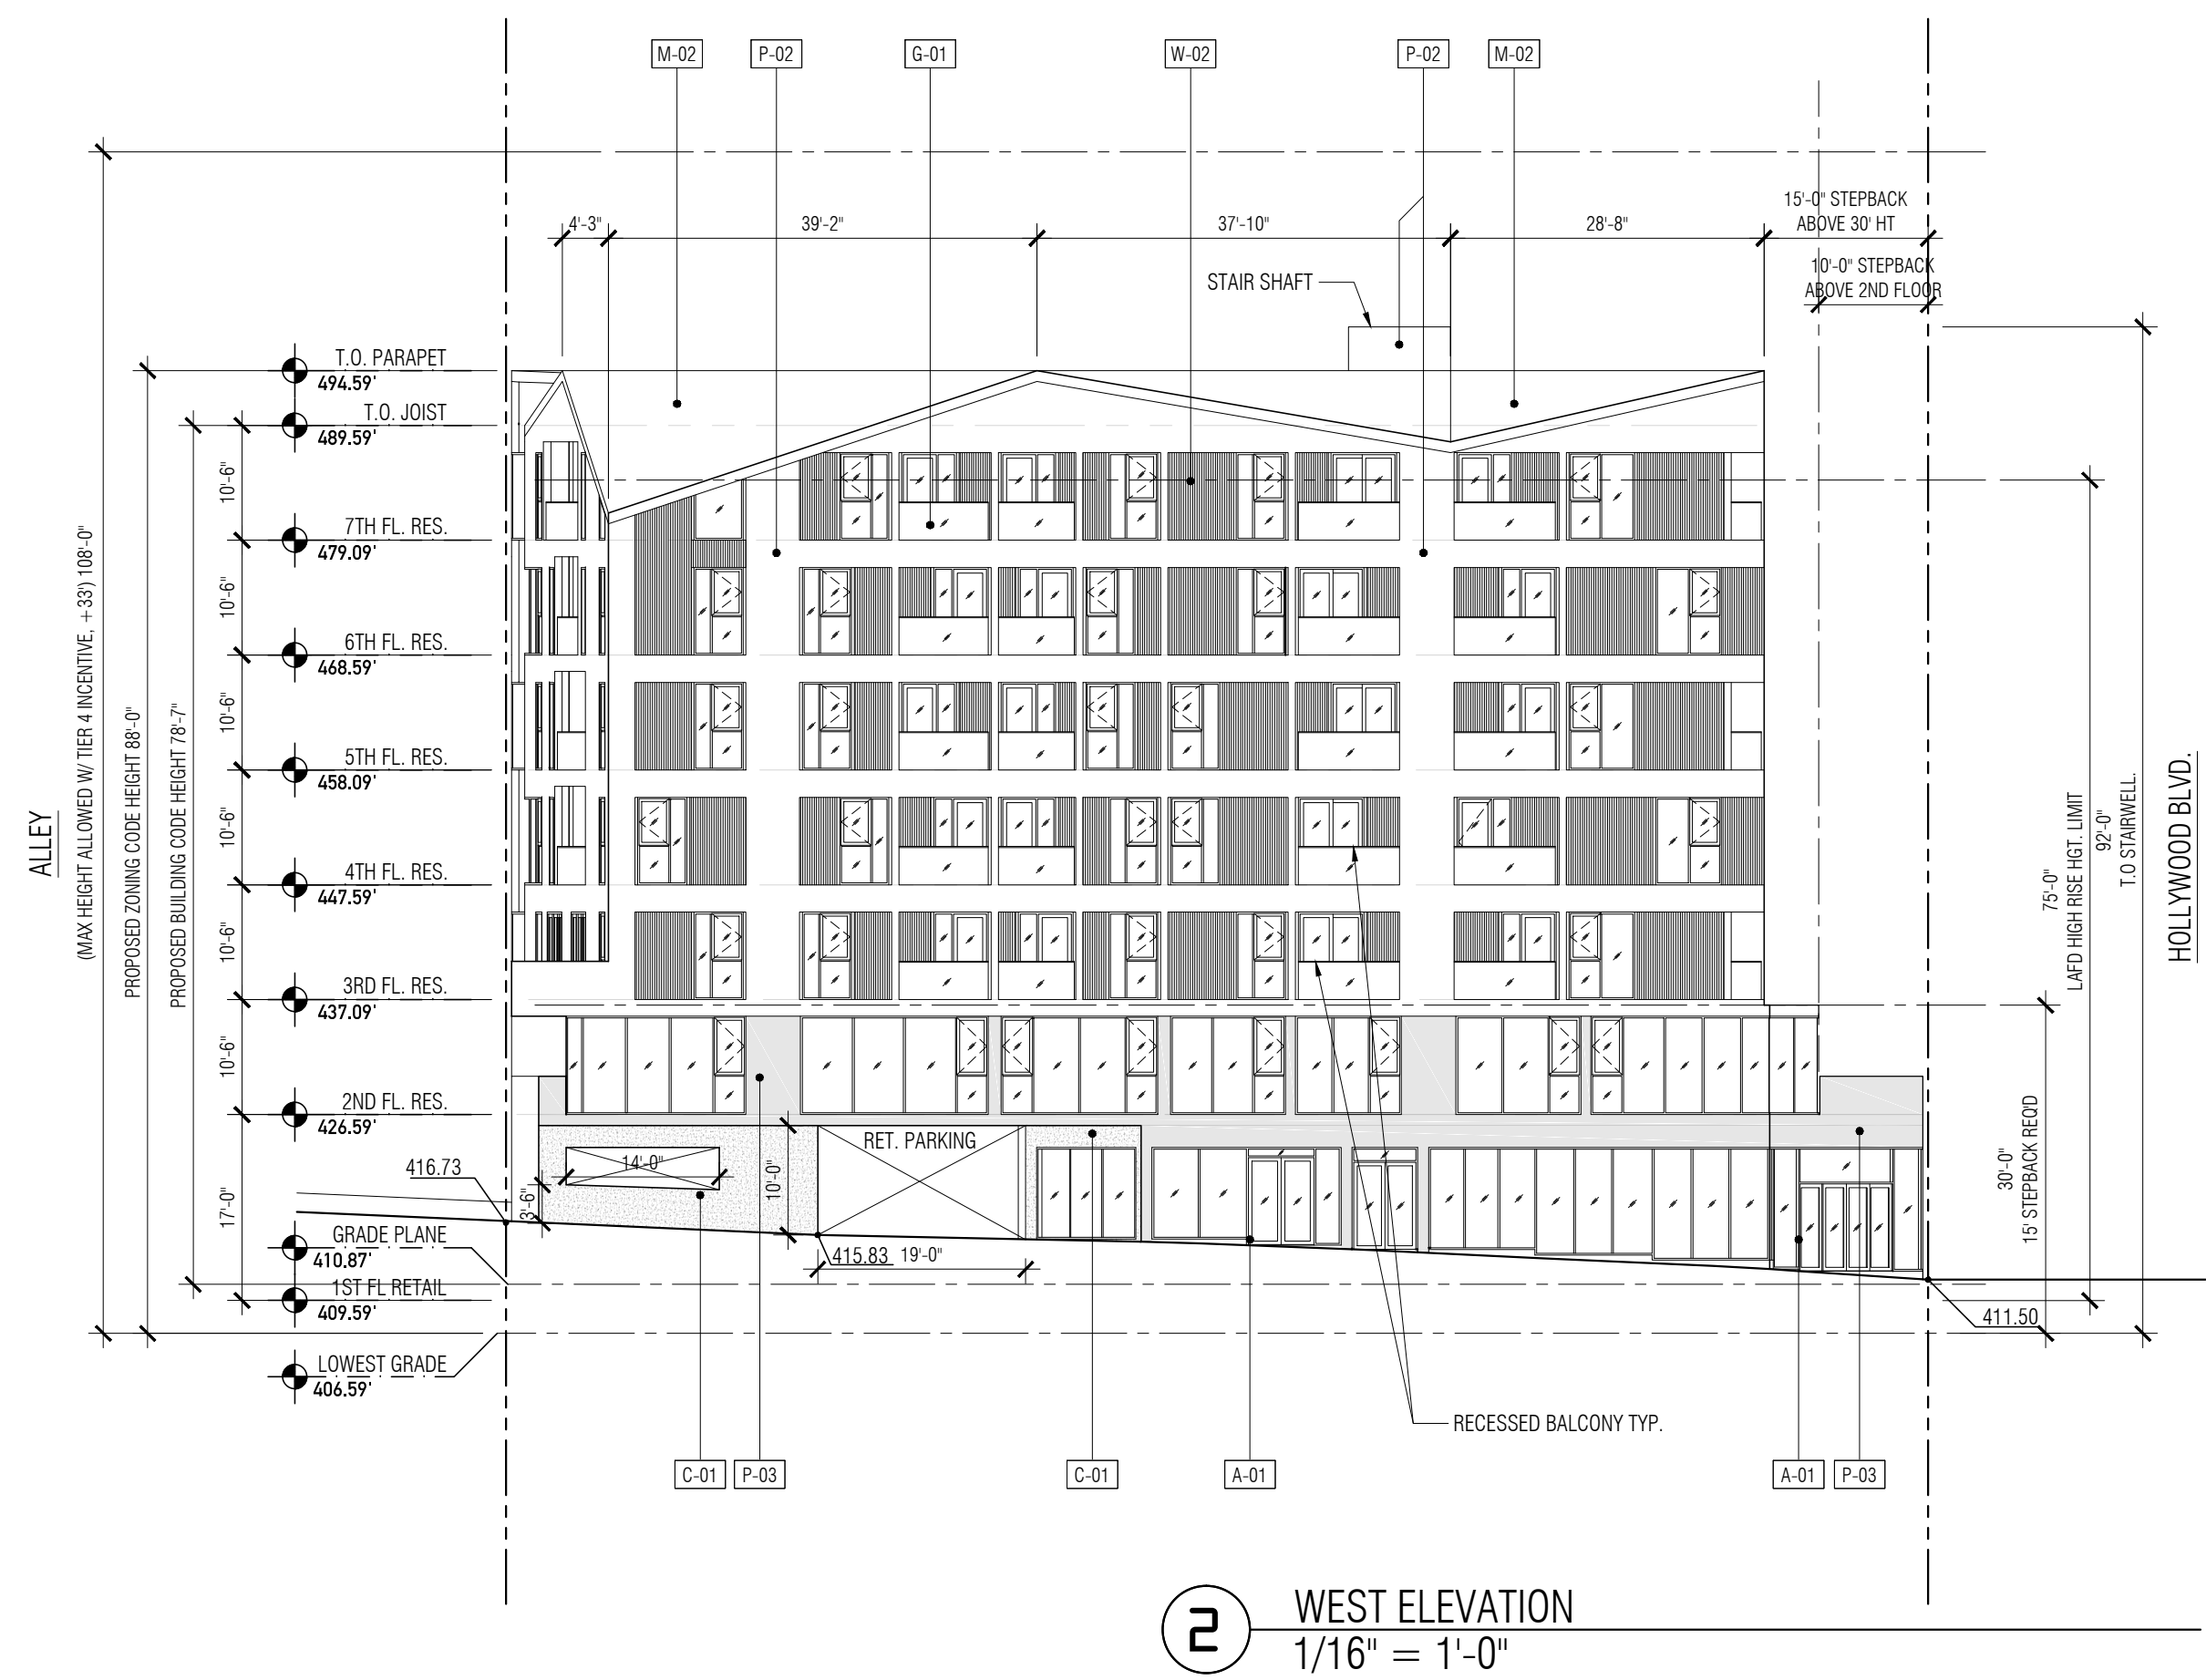 M-02
P-02
G-01
W-02
P-02
M-02
4'-3"
39'-2"
37'-10"
28'-8"
15'-0" STEPBACK
ABOVE 30' HT
10'-0" STEPBACK
ABOVE 2ND FLOOR
STAIR SHAFT
T.O. PARAPET
494.59'
T.O. JOIST
489.59'
10'-6"
7TH FL. RES.
479.09'
10'-6"
6TH FL. RES.
468.59'
10'-6"
5TH FL. RES.
458.09'
10'-6"
4TH FL. RES.
447.59'
10'-6"
3RD FL. RES.
437.09'
10'-6"
2ND FL. RES.
426.59'
17'-0"
GRADE PLANE
410.87'
1ST FL RETAIL
409.59'
LOWEST GRADE
406.59'
ALLEY
(MAX HEIGHT ALLOWED W/ TIER 4 INCENTIVE, +33') 108'-0"
PROPOSED ZONING CODE HEIGHT 88'-0"
PROPOSED BUILDING CODE HEIGHT 78'-7"
416.73
3'-6"
14'-0"
10'-0"
RET. PARKING
415.83
19'-0"
411.50
30'-0"
15' STEPBACK REQ'D
75'-0"
LAFD HIGH RISE HGT. LIMIT
92'-0"
T.O STAIRWELL.
HOLLYWOOD BLVD.
RECESSED BALCONY TYP.
C-01
P-03
C-01
A-01
A-01
P-03
2
WEST ELEVATION
1/16" = 1'-0"